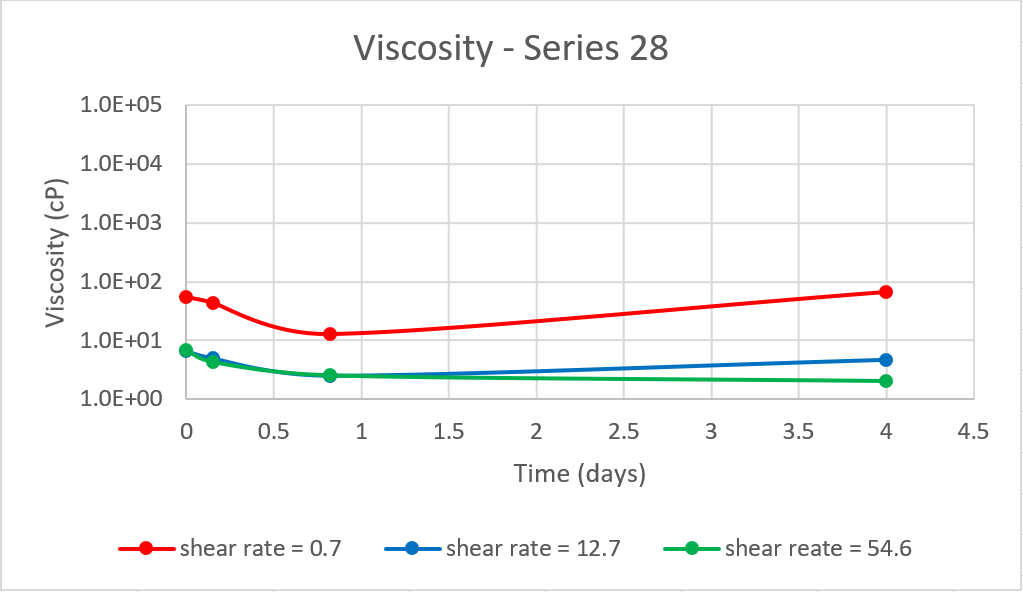 Viscosity - Series 28
1.0E+05
1.0E+04
1.0E+03
1.0E+02
1.0E+01
1.0E+00
Viscosity (cP)
0 0.5 1 1.5 2 2.5 3 3.5 4 4.5
Time (days)
shear rate = 0.7 shear rate = 12.7 shear reate = 54.6